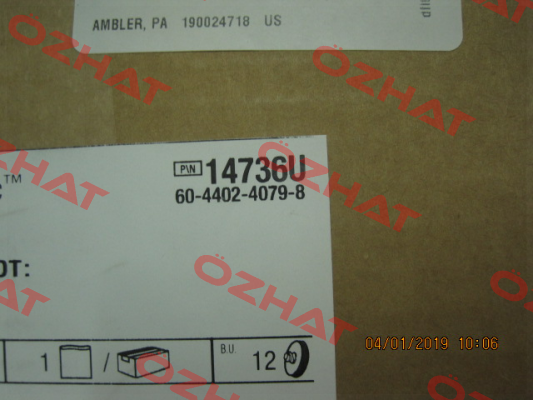 AMBLER, PA 190024718 US
ÖZHAT
ÖZHAT
ÖZHAT
ÖZHAT
™
P\N 14736U
60-4402-4079-8
ÖZHAT
OT:
ÖZHAT
1 /
B.U. 12
04/01/2019 10:06